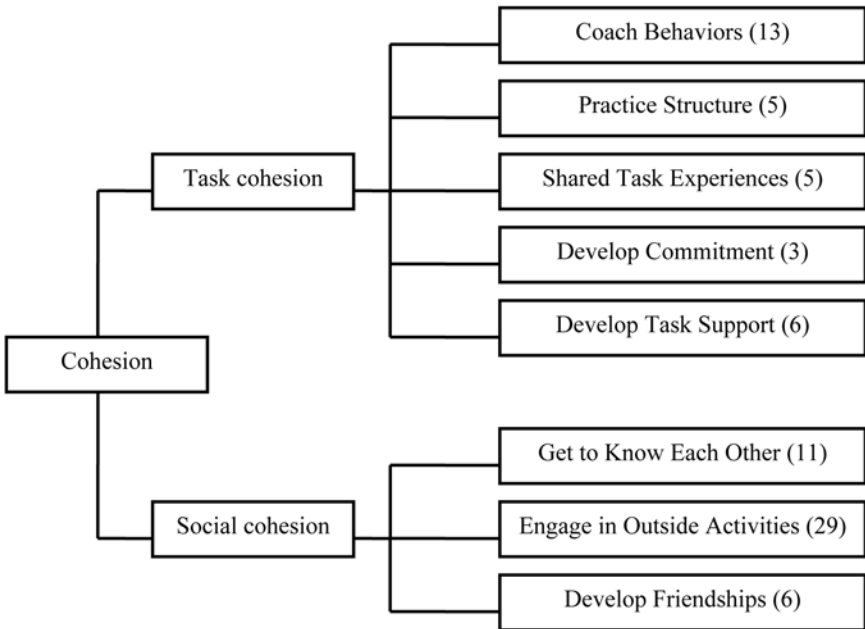 Coach Behaviors (13)
Practice Structure (5)
Task cohesion
Shared Task Experiences (5)
Develop Commitment (3)
Develop Task Support (6)
Cohesion
Get to Know Each Other (11)
Social cohesion
Engage in Outside Activities (29)
Develop Friendships (6)